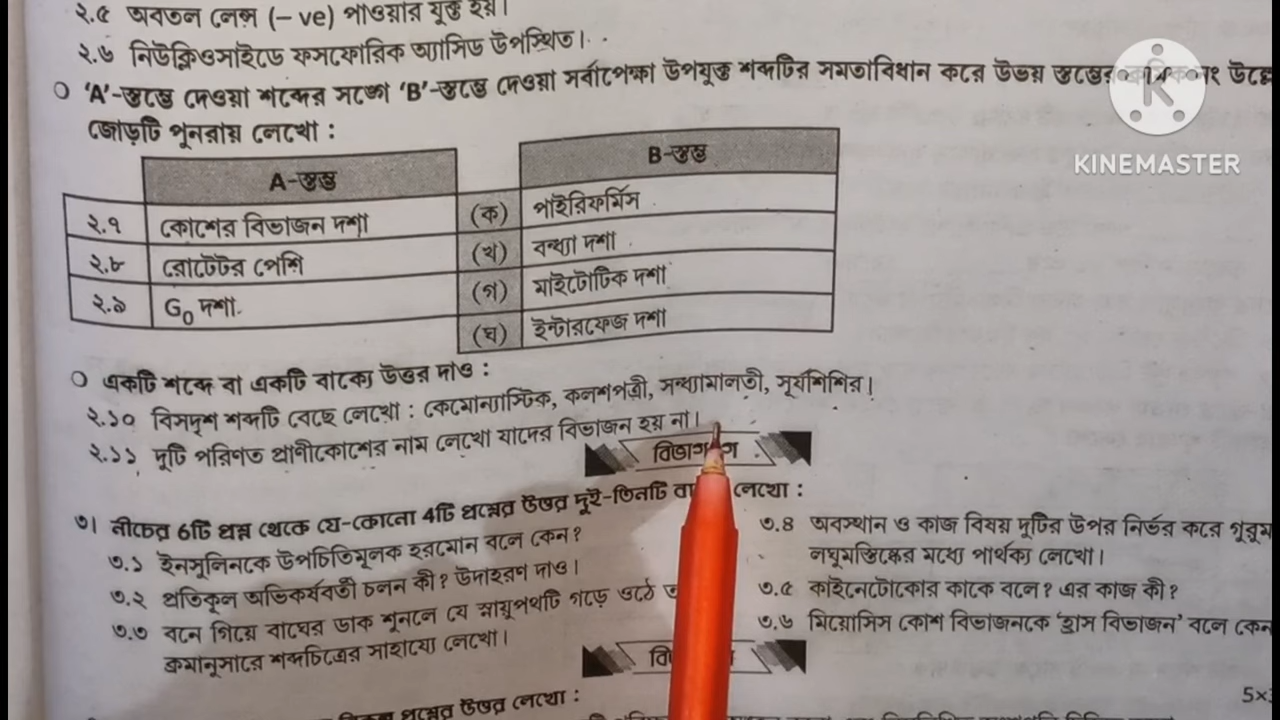 ২.৫ অবতল লেন্স (– ve) পাওয়ার যুক্ত হয়।
২.৬ নিউক্লিওসাইডে ফসফোরিক অ্যাসিড উপস্থিত।
○ ‘A’-স্তম্ভে দেওয়া শব্দের সঙ্গে ‘B’-স্তম্ভে দেওয়া সর্বাপেক্ষা উপযুক্ত শব্দটির সমতাবিধান করে উভয় স্তম্ভের
জোড়টি পুনরায় লেখো :
KINEMASTER
A-স্তম্ভ
B-স্তম্ভ
২.৭ কোশের বিভাজন দশা (ক) পাইরিফর্মিস
২.৮ রোটেটর পেশি (খ) বন্ধ্যা দশা
২.৯ G₀ দশা (গ) মাইটোটিক দশা
(ঘ) ইন্টারফেজ দশা
○ একটি শব্দে বা একটি বাক্যে উত্তর দাও :
২.১০ বিসদৃশ শব্দটি বেছে লেখো : কেমোন্যাস্টিক, কলশপত্রী, সন্ধ্যামালতী, সূর্যশিশির।
২.১১ দুটি পরিণত প্রাণীকোশের নাম লেখো যাদের বিভাজন হয় না।
৩। নীচের 6টি প্রশ্ন থেকে যে-কোনো 4টি প্রশ্নের উত্তর দুই-তিনটি লেখো :
৩.১ ইনসুলিনকে উপচিতিমূলক হরমোন বলে কেন?
৩.২ প্রতিকূল অভিকর্ষবর্তী চলন কী? উদাহরণ দাও।
৩.৩ বনে গিয়ে বাঘের ডাক শুনলে যে স্নায়ুপথটি গড়ে ওঠে
ক্রমানুসারে শব্দচিত্রের সাহায্যে লেখো।
৩.৪ অবস্থান ও কাজ বিষয় দুটির উপর নির্ভর করে
লঘুমস্তিষ্কের মধ্যে পার্থক্য লেখো।
৩.৫ কাইনেটোকোর কাকে বলে? এর কাজ কী?
৩.৬ মিয়োসিস কোশ বিভাজনকে ‘হ্রাস বিভাজন’ বলে কেন
প্রশ্নের উত্তর লেখো :